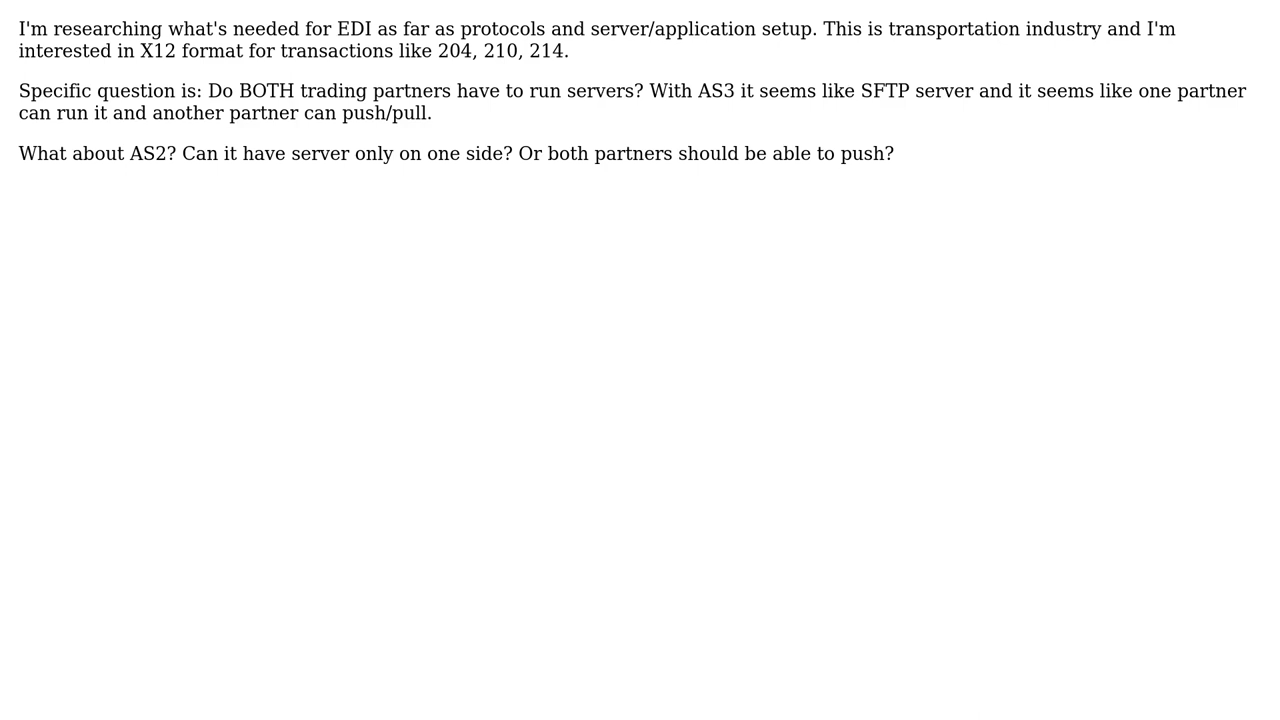 I'm researching what's needed for EDI as far as protocols and server/application setup. This is transportation industry and I'm
interested in X12 format for transactions like 204, 210, 214.
Specific question is: Do BOTH trading partners have to run servers? With AS3 it seems like SFTP server and it seems like one partner
can run it and another partner can push/pull.
What about AS2? Can it have server only on one side? Or both partners should be able to push?